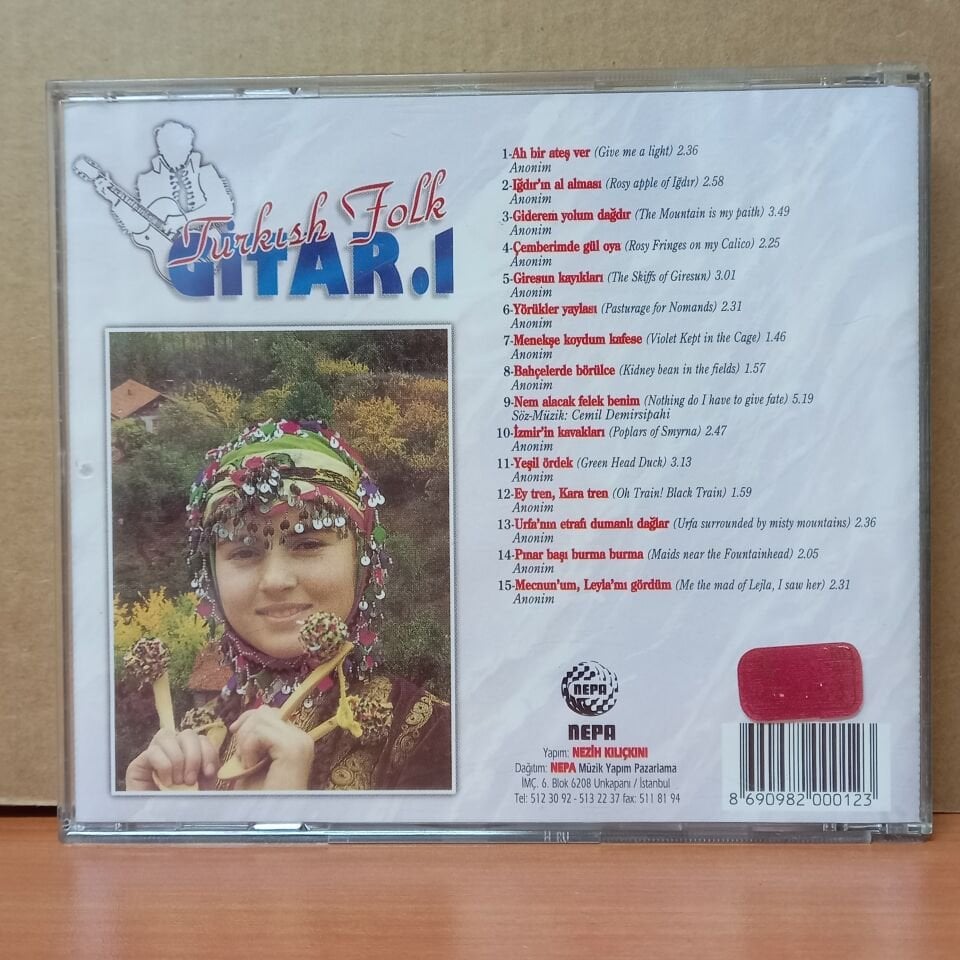 Turkısh Folk
GİTAR.1
1-Ah bir ateş ver (Give me a light) 2.36
Anonim
2-Iğdır'ın al alması (Rosy apple of Iğdır) 2.58
Anonim
3-Giderem yolum dağdır (The Mountain is my paith) 3.49
Anonim
4-Çemberimde gül oya (Rosy Fringes on my Calico) 2.25
Anonim
5-Giresun kayıkları (The Skiffs of Giresun) 3.01
Anonim
6-Yörükler yaylası (Pasturage for Nomands) 2.31
Anonim
7-Menekşe koydum kafese (Violet Kept in the Cage) 1.46
Anonim
8-Bahçelerde börülce (Kidney bean in the fields) 1.57
Anonim
9-Nem alacak felek benim (Nothing do I have to give fate) 5.19
Söz-Müzik: Cemil Demirsipahi
10-İzmir'in kavakları (Poplars of Smyrna) 2.47
Anonim
11-Yeşil ördek (Green Head Duck) 3.13
Anonim
12-Ey tren, Kara tren (Oh Train! Black Train) 1.59
Anonim
13-Urfa'nın etrafı dumanlı dağlar (Urfa surrounded by misty mountains) 2.36
Anonim
14-Pınar başı burma burma (Maids near the Fountainhead) 2.05
Anonim
15-Mecnun'um, Leyla'mı gördüm (Me the mad of Lejla, I saw her) 2.31
Anonim
NEPA
NEPA
Yapım: NEZİH KILIÇKINI
Dağıtım: NEPA Müzik Yapım Pazarlama
İMÇ. 6. Blok 6208 Unkapanı / İstanbul
Tel: 512 30 92 - 513 22 37 fax: 511 81 94
8 690982 000123